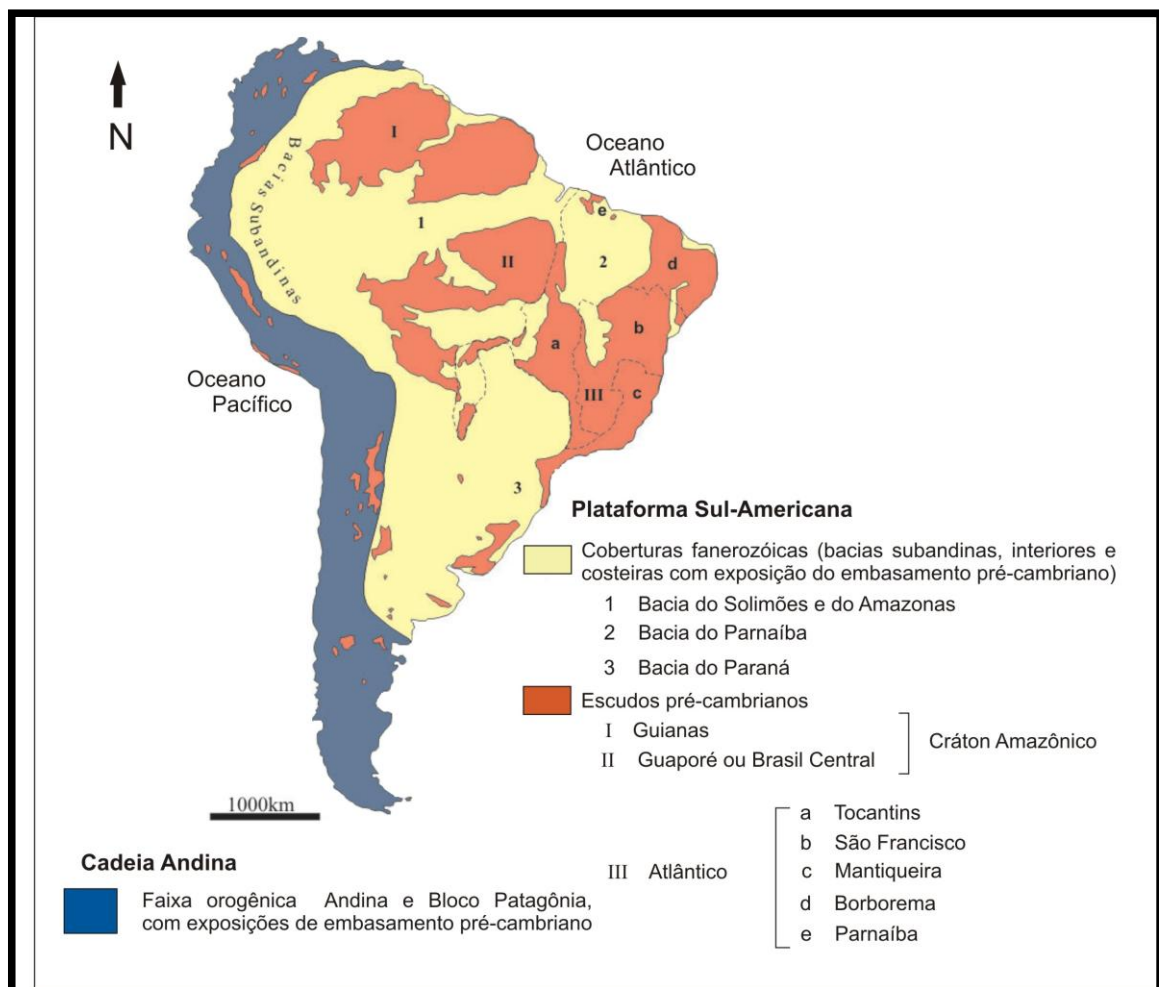 N
Oceano
Atlântico
I
Bacias Subandinas
1
e
II
2
d
a
b
Oceano
Pacífico
III
c
3
Plataforma Sul-Americana
Coberturas fanerozóicas (bacias subandinas, interiores e
costeiras com exposição do embasamento pré-cambriano)
1 Bacia do Solimões e do Amazonas
2 Bacia do Parnaíba
3 Bacia do Paraná
Escudos pré-cambrianos
I Guianas
II Guaporé ou Brasil Central
Cráton Amazônico
1000km
III Atlântico
a Tocantins
b São Francisco
c Mantiqueira
d Borborema
e Parnaíba
Cadeia Andina
Faixa orogênica Andina e Bloco Patagônia,
com exposições de embasamento pré-cambriano